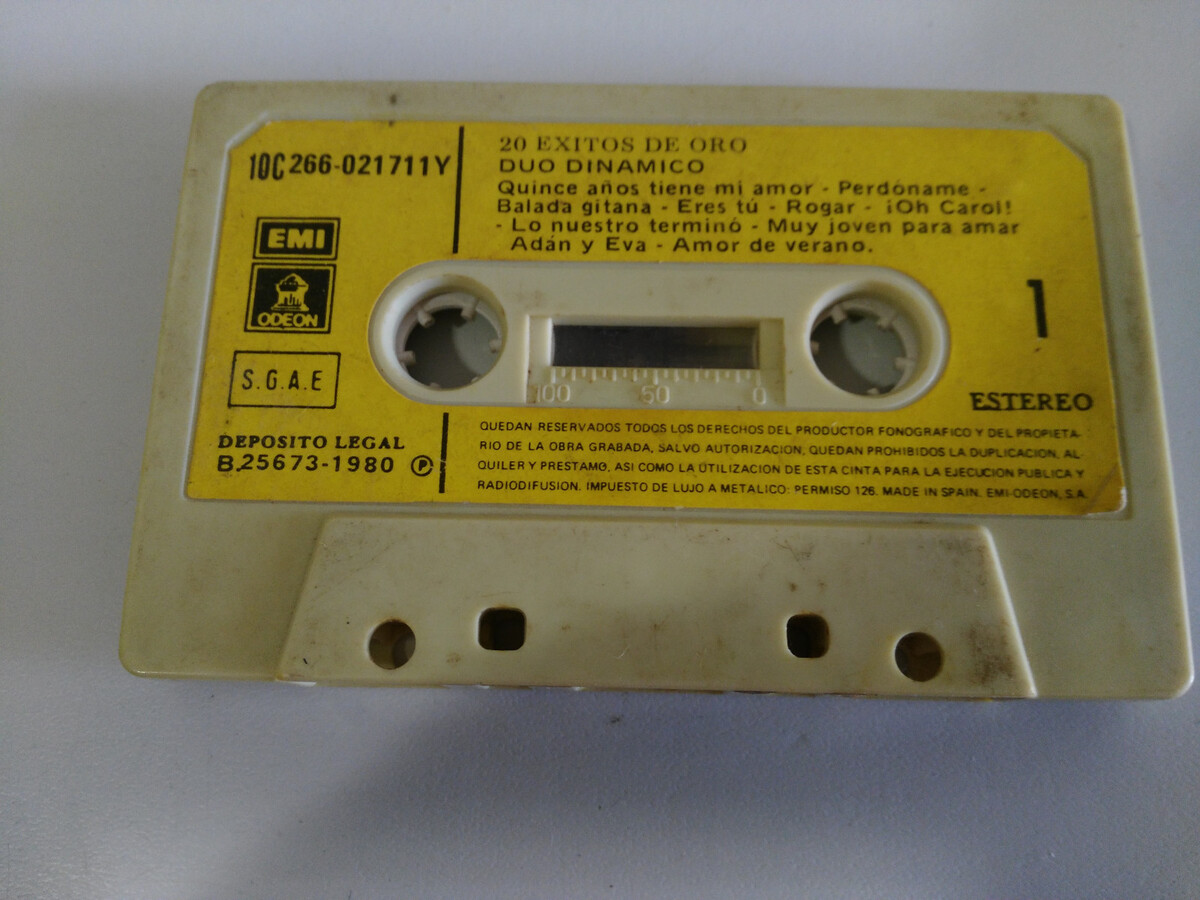 10C 266-021711Y
20 EXITOS DE ORO
DUO DINAMICO
Quince años tiene mi amor - Perdóname -
Balada gitana - Eres tú - Rogar - ¡Oh Carol!
- Lo nuestro terminó - Muy joven para amar
Adán y Eva - Amor de verano.
EMI
ODEON
S.G.A.E
1
100 50 0
ESTEREO
DEPOSITO LEGAL
B.25673-1980 Ⓟ
QUEDAN RESERVADOS TODOS LOS DERECHOS DEL PRODUCTOR FONOGRAFICO Y DEL PROPIETA-
RIO DE LA OBRA GRABADA, SALVO AUTORIZACION, QUEDAN PROHIBIDOS LA DUPLICACION, AL-
QUILER Y PRESTAMO, ASI COMO LA UTILIZACION DE ESTA CINTA PARA LA EJECUCION PUBLICA Y
RADIODIFUSION. IMPUESTO DE LUJO A METALICO: PERMISO 126. MADE IN SPAIN. EMI-ODEON, S.A.